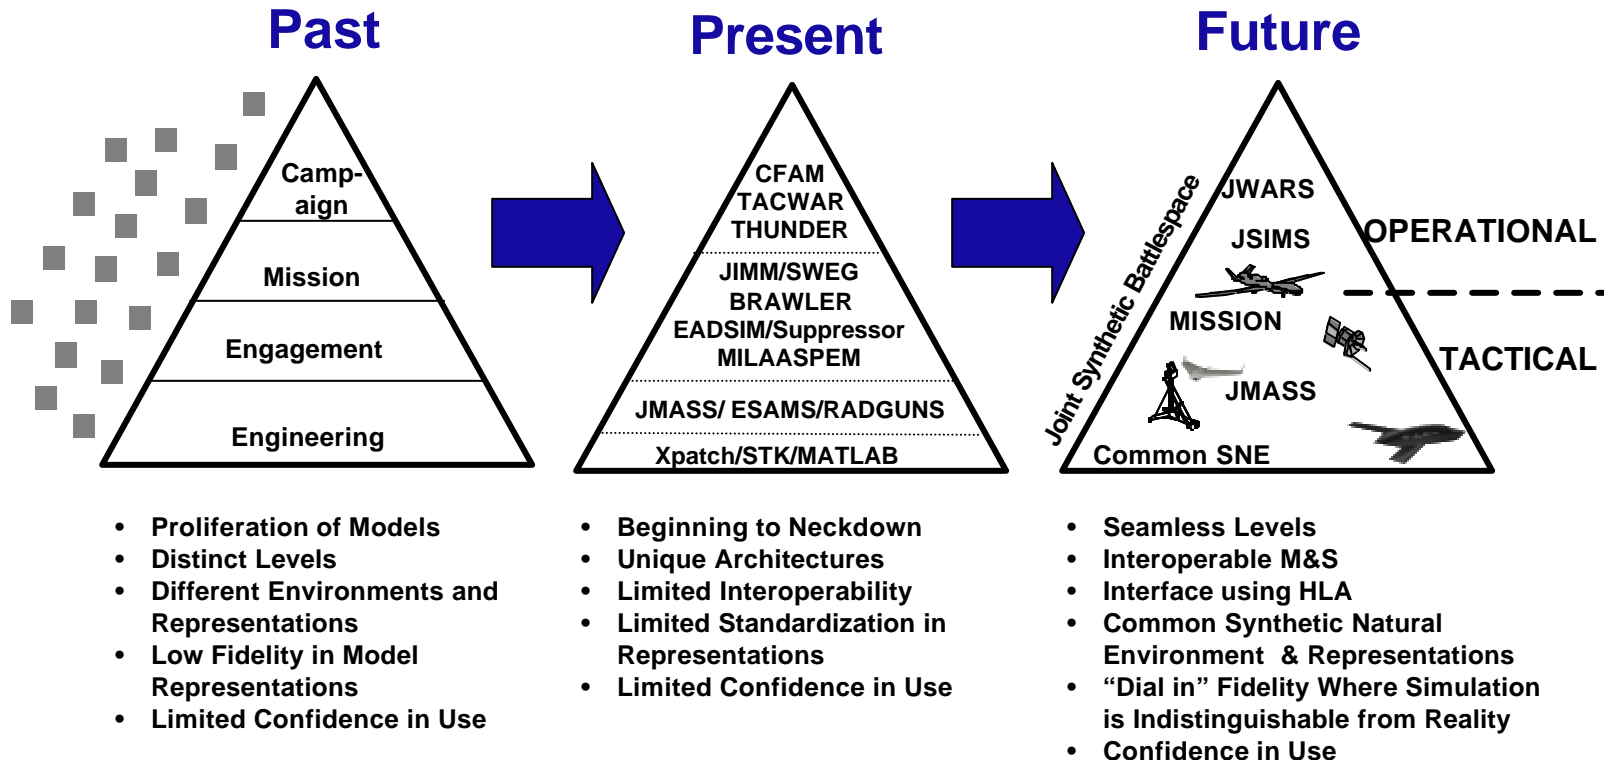 Past
Camp-
aign
Mission
Engagement
Engineering
• Proliferation of Models
• Distinct Levels
• Different Environments and
Representations
• Low Fidelity in Model
Representations
• Limited Confidence in Use
Present
CFAM
TACWAR
THUNDER
JIMM/SWEG
BRAWLER
EADSIM/Suppressor
MILAASPEM
JMASS/ ESAMS/RADGUNS
Xpatch/STK/MATLAB
• Beginning to Neckdown
• Unique Architectures
• Limited Interoperability
• Limited Standardization in
Representations
• Limited Confidence in Use
Future
Joint Synthetic Battlespace
JWARS
JSIMS
OPERATIONAL
MISSION
TACTICAL
JMASS
Common SNE
• Seamless Levels
• Interoperable M&S
• Interface using HLA
• Common Synthetic Natural
Environment & Representations
• “Dial in” Fidelity Where Simulation
is Indistinguishable from Reality
• Confidence in Use